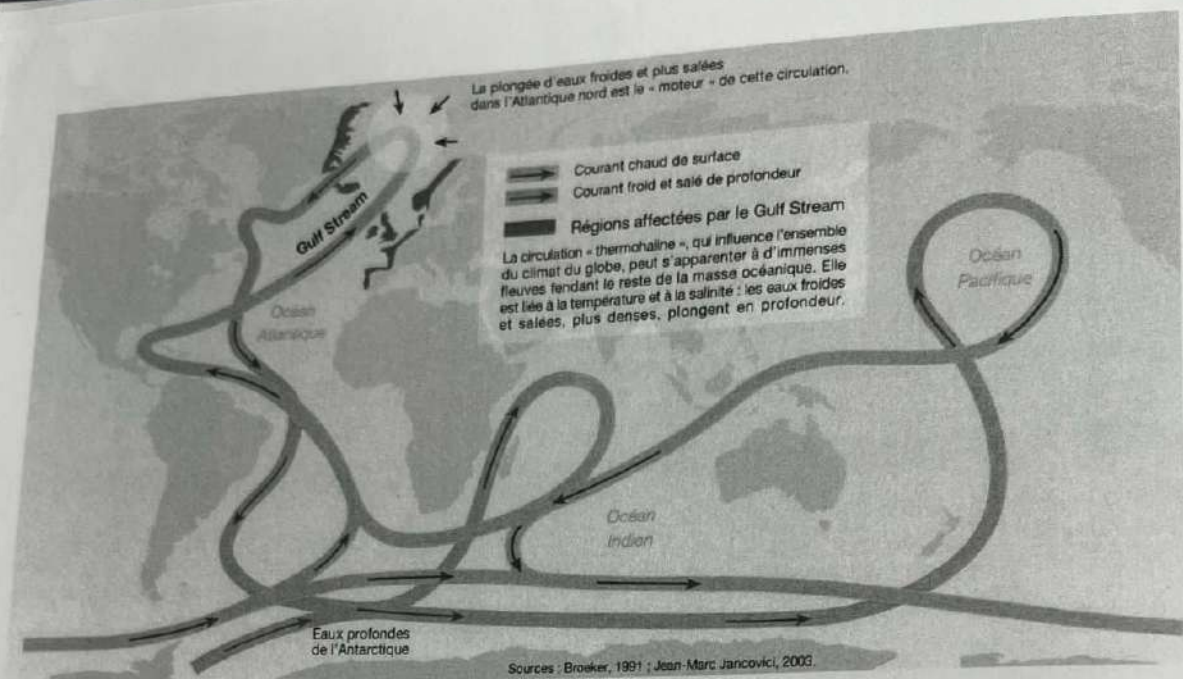 La plongée d'eaux froides et plus salées
dans l'Atlantique nord est le « moteur » de cette circulation.
Courant chaud de surface
Courant froid et salé de profondeur
Régions affectées par le Gulf Stream
La circulation « thermohaline », qui influence l'ensemble
du climat du globe, peut s'apparenter à d'immenses
fleuves fendant le reste de la masse océanique. Elle
est liée à la température et à la salinité : les eaux froides
et salées, plus denses, plongent en profondeur.
Gulf Stream
Océan
Atlantique
Océan
Pacifique
Océan
Indien
Eaux profondes
de l'Antarctique
Sources : Broeker, 1991 ; Jean-Marc Jancovici, 2003.